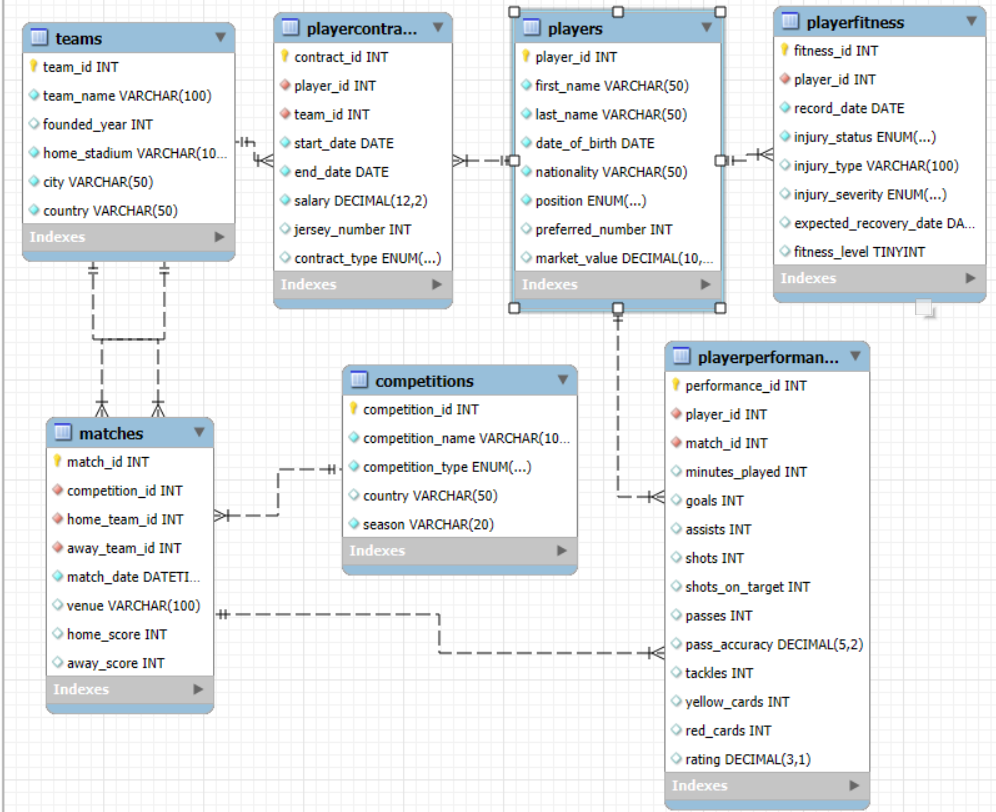 teams
team_id INT
team_name VARCHAR(100)
founded_year INT
home_stadium VARCHAR(10...
city VARCHAR(50)
country VARCHAR(50)
Indexes
playercontra...
contract_id INT
player_id INT
team_id INT
start_date DATE
end_date DATE
salary DECIMAL(12,2)
jersey_number INT
contract_type ENUM(...)
Indexes
players
player_id INT
first_name VARCHAR(50)
last_name VARCHAR(50)
date_of_birth DATE
nationality VARCHAR(50)
position ENUM(...)
preferred_number INT
market_value DECIMAL(10,...
Indexes
playerfitness
fitness_id INT
player_id INT
record_date DATE
injury_status ENUM(...)
injury_type VARCHAR(100)
injury_severity ENUM(...)
expected_recovery_date DA...
fitness_level TINYINT
Indexes
matches
match_id INT
competition_id INT
home_team_id INT
away_team_id INT
match_date DATETI...
venue VARCHAR(100)
home_score INT
away_score INT
Indexes
competitions
competition_id INT
competition_name VARCHAR(10...
competition_type ENUM(...)
country VARCHAR(50)
season VARCHAR(20)
Indexes
playerperforman...
performance_id INT
player_id INT
match_id INT
minutes_played INT
goals INT
assists INT
shots INT
shots_on_target INT
passes INT
pass_accuracy DECIMAL(5,2)
tackles INT
yellow_cards INT
red_cards INT
rating DECIMAL(3,1)
Indexes